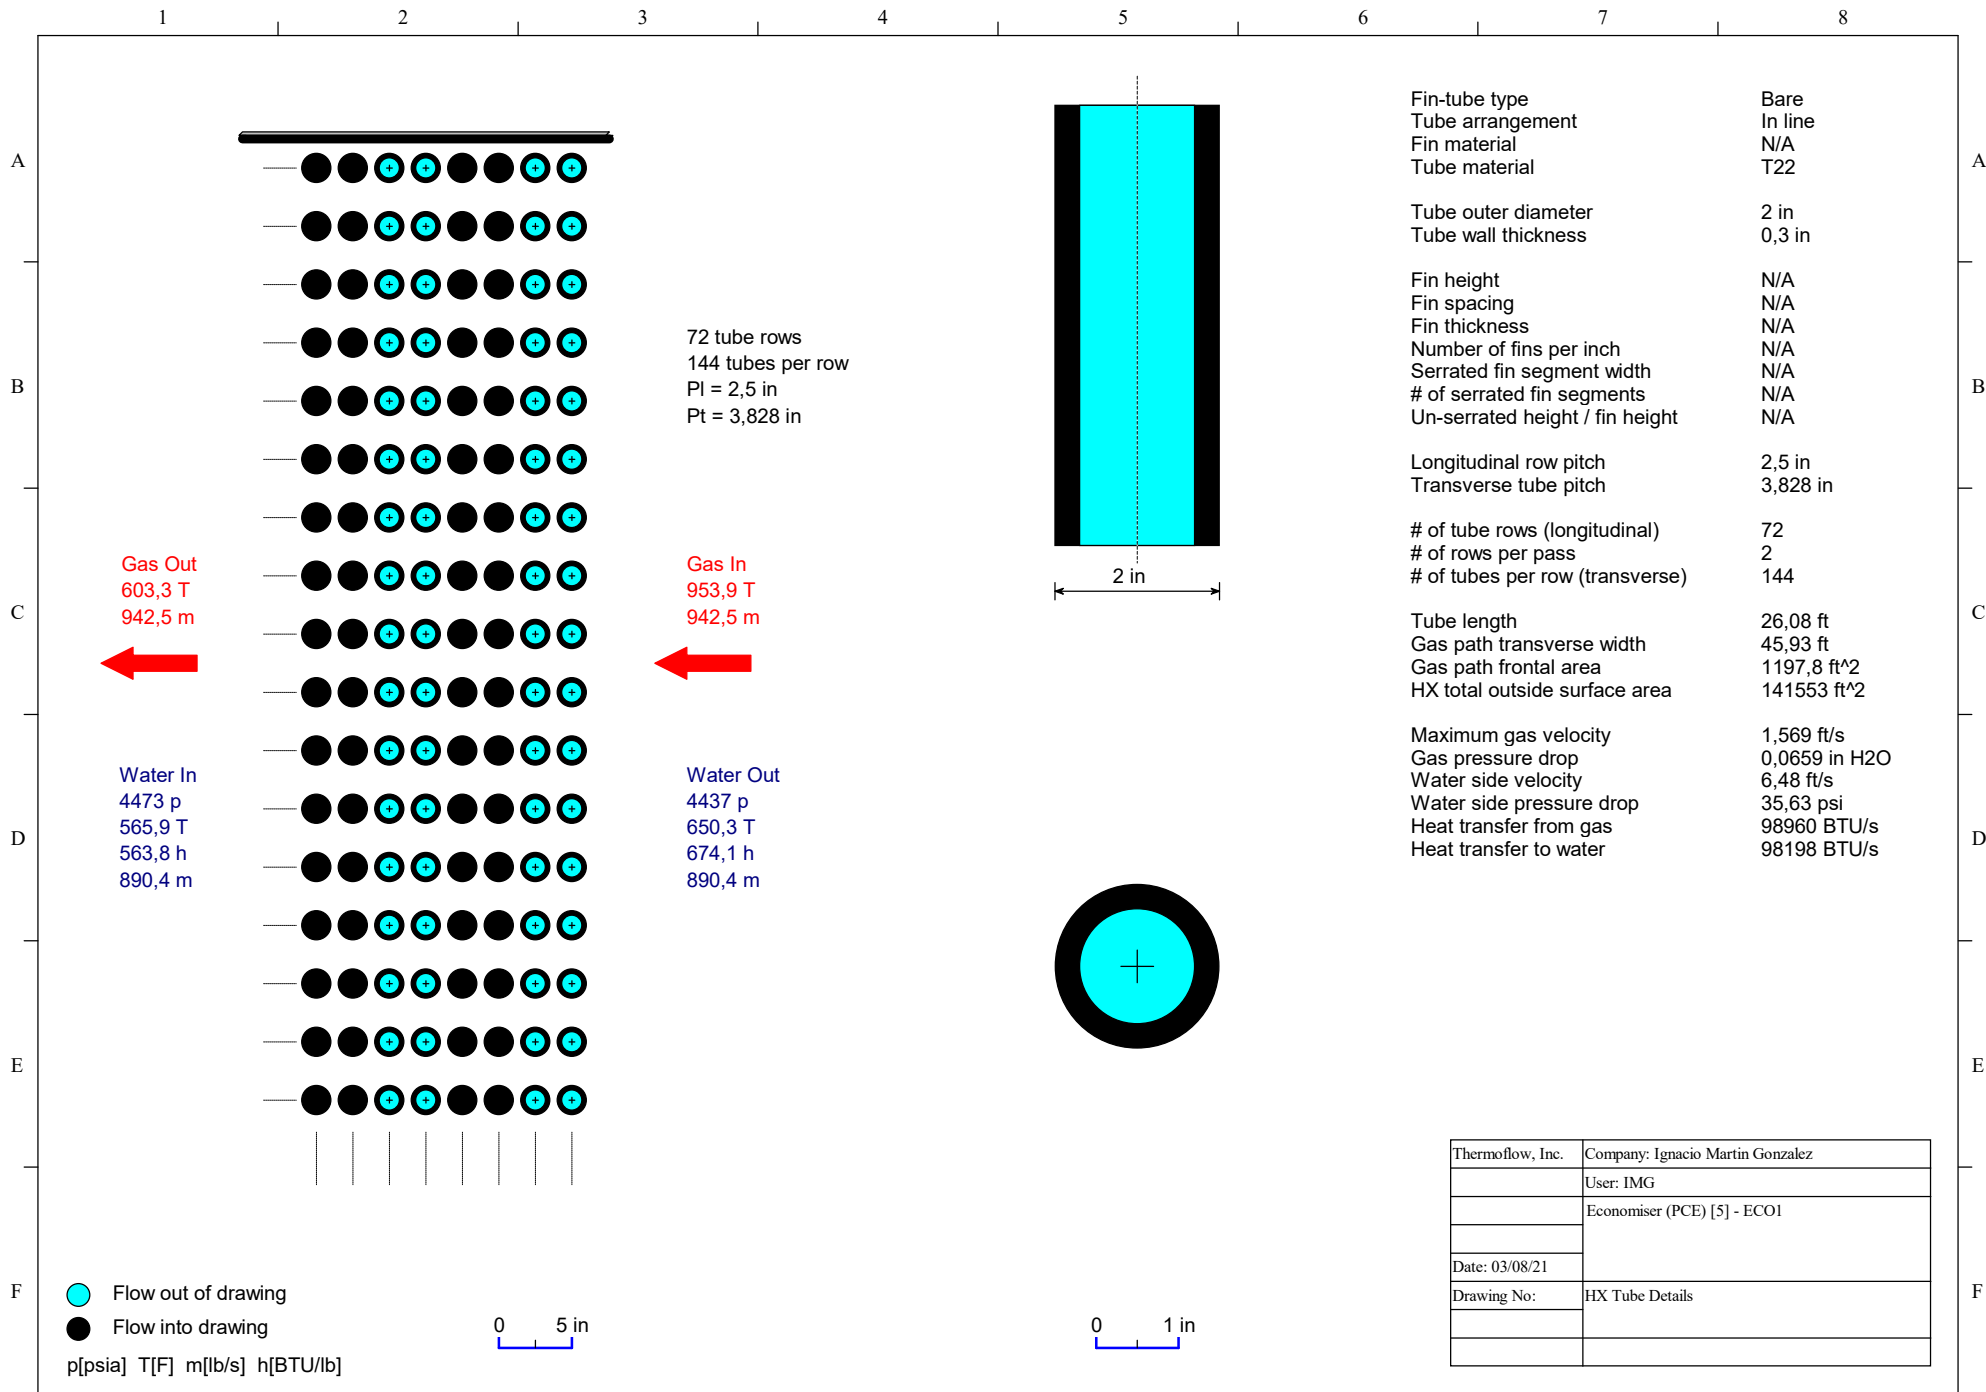 1 2 3 4 5 6 7 8
A A
B B
C C
D D
E E
F F
72 tube rows
144 tubes per row
Pl = 2,5 in
Pt = 3,828 in
Gas Out
603,3 T
942,5 m
Gas In
953,9 T
942,5 m
Water In
4473 p
565,9 T
563,8 h
890,4 m
Water Out
4437 p
650,3 T
674,1 h
890,4 m
Flow out of drawing
Flow into drawing
p[psia] T[F] m[lb/s] h[BTU/lb]
0 5 in
2 in
0 1 in
Fin-tube type Bare
Tube arrangement In line
Fin material N/A
Tube material T22
Tube outer diameter 2 in
Tube wall thickness 0,3 in
Fin height N/A
Fin spacing N/A
Fin thickness N/A
Number of fins per inch N/A
Serrated fin segment width N/A
# of serrated fin segments N/A
Un-serrated height / fin height N/A
Longitudinal row pitch 2,5 in
Transverse tube pitch 3,828 in
# of tube rows (longitudinal) 72
# of rows per pass 2
# of tubes per row (transverse) 144
Tube length 26,08 ft
Gas path transverse width 45,93 ft
Gas path frontal area 1197,8 ft^2
HX total outside surface area 141553 ft^2
Maximum gas velocity 1,569 ft/s
Gas pressure drop 0,0659 in H2O
Water side velocity 6,48 ft/s
Water side pressure drop 35,63 psi
Heat transfer from gas 98960 BTU/s
Heat transfer to water 98198 BTU/s
Thermoflow, Inc. Company: Ignacio Martin Gonzalez
User: IMG
Economiser (PCE) [5] - ECO1
Date: 03/08/21
Drawing No: HX Tube Details